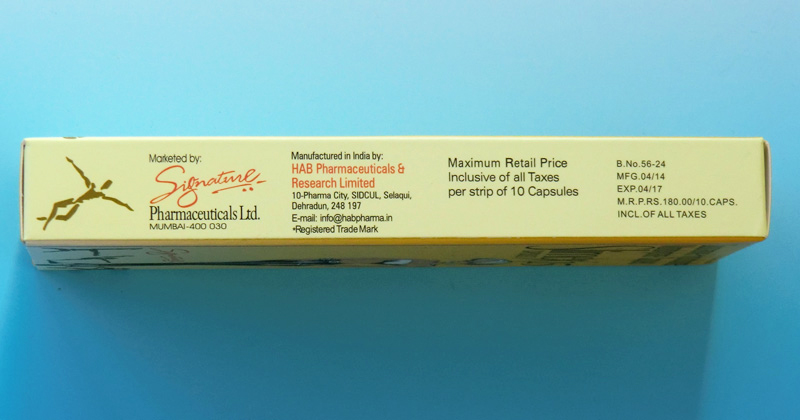 Marketed by:
Signature
Pharmaceuticals Ltd.
MUMBAI-400 030
Manufactured in India by:
HAB Pharmaceuticals &
Research Limited
10-Pharma City, SIDCUL, Selaqui,
Dehradun, 248 197
E-mail: info@habpharma.in
*Registered Trade Mark
Maximum Retail Price
Inclusive of all Taxes
per strip of 10 Capsules
B.No.56-24
MFG.04/14
EXP.04/17
M.R.P.RS.180.00/10.CAPS.
INCL.OF ALL TAXES